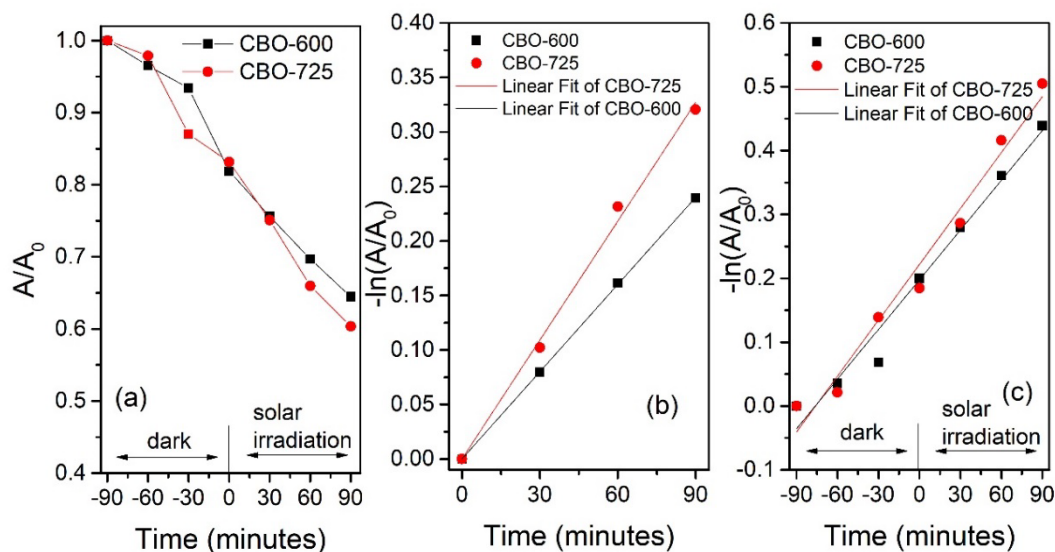 A/A₀
1.0
0.9
0.8
0.7
0.6
0.5
0.4
CBO-600
CBO-725
(a)
dark
solar
irradiation
-90 -60 -30 0 30 60 90
Time (minutes)
-ln(A/A₀)
0.40
0.35
0.30
0.25
0.20
0.15
0.10
0.05
0.00
CBO-600
CBO-725
Linear Fit of CBO-725
Linear Fit of CBO-600
(b)
0 30 60 90
Time (minutes)
-ln(A/A₀)
0.6
0.5
0.4
0.3
0.2
0.1
0.0
-0.1
CBO-600
CBO-725
Linear Fit of CBO-725
Linear Fit of CBO-600
(c)
dark
solar
irradiation
-90 -60 -30 0 30 60 90
Time (minutes)